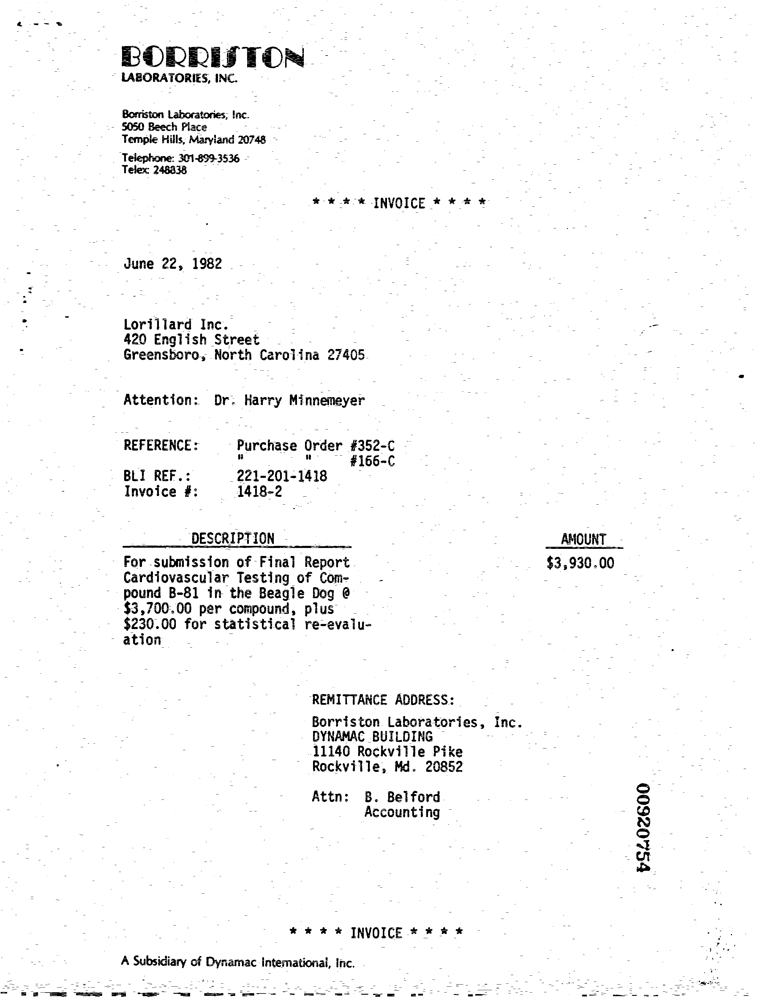 BORRISTON
LABORATORIES, INC.
Borriston Laboratories, Inc.
5050 Beech Place
Temple Hills, Maryland 20748
Telephone: 301-899-3536
Telex: 248838
* * * * INVOICE * * * *
June 22, 1982
Lorillard Inc.
420 English Street
Greensboro, North Carolina 27405
Attention: Dr. Harry Minnemeyer
REFERENCE: Purchase Order #352-C
" " #166-C
BLI REF.: 221-201-1418
Invoice #: 1418-2
DESCRIPTION AMOUNT
For submission of Final Report $3,930.00
Cardiovascular Testing of Com-
pound B-81 in the Beagle Dog @
$3,700.00 per compound, plus
$230.00 for statistical re-evalu-
ation
REMITTANCE ADDRESS:
Borriston Laboratories, Inc.
DYNAMAC BUILDING
11140 Rockville Pike
Rockville, Md. 20852
Attn: B. Belford
Accounting
00920754
* * * * INVOICE * * * *
A Subsidiary of Dynamac International, Inc.